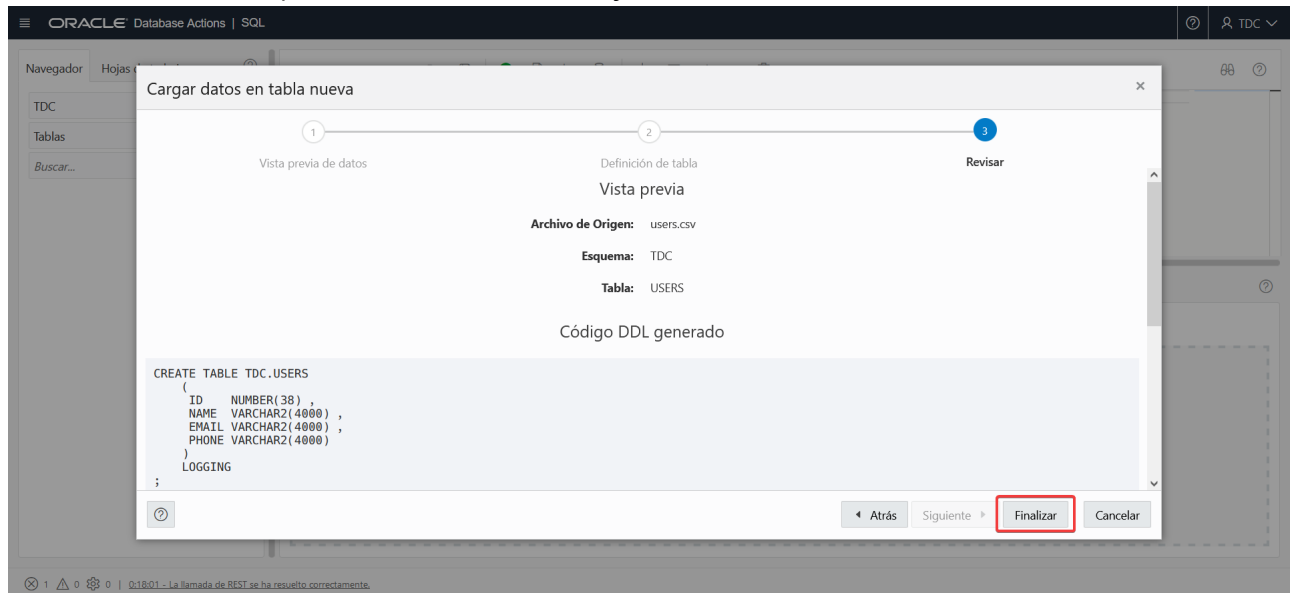 ORACLE Database Actions | SQL
TDC
Navegador Hojas
TDC
Tablas
Buscar...
Cargar datos en tabla nueva
1 2 3
Vista previa de datos Definición de tabla Revisar
Vista previa
Archivo de Origen: users.csv
Esquema: TDC
Tabla: USERS
Código DDL generado
CREATE TABLE TDC.USERS
(
ID NUMBER(38) ,
NAME VARCHAR2(4000) ,
EMAIL VARCHAR2(4000) ,
PHONE VARCHAR2(4000)
)
LOGGING
;
Atrás Siguiente Finalizar Cancelar
1 0 0 | 0:18:01 - La llamada de REST se ha resuelto correctamente.